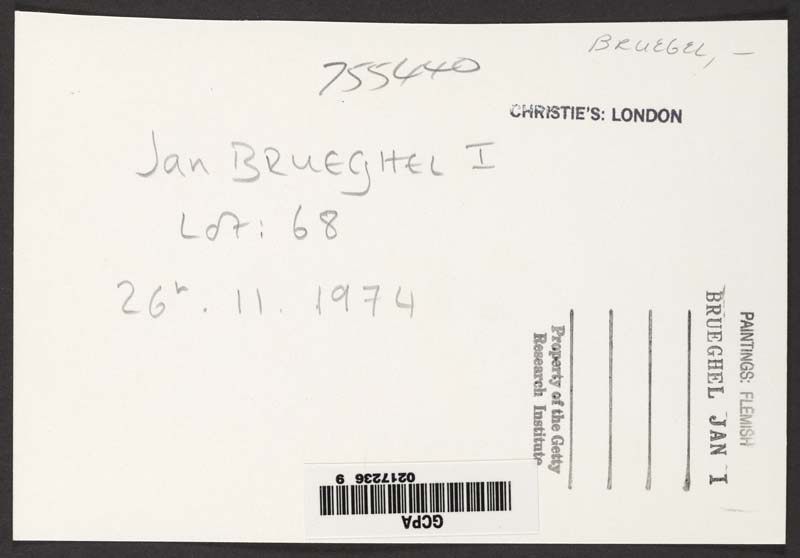 BRUEGEL, –
755440
CHRISTIE'S: LONDON
Jan BRUEGHEL I
Lot: 68
26th. 11. 1974
PAINTINGS: FLEMISH
BRUEGHEL JAN I
Property of the Getty
Research Institute
0217236 9
GCPA